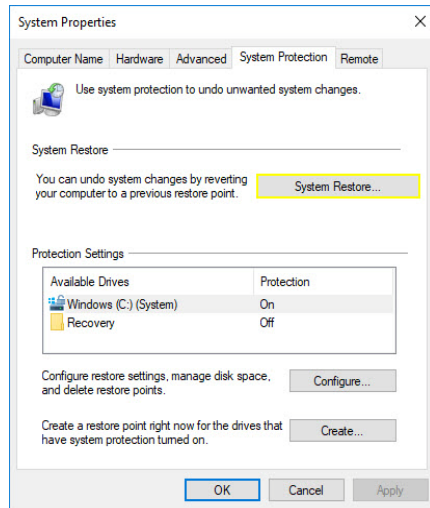 System Properties
Computer Name Hardware Advanced System Protection Remote
Use system protection to undo unwanted system changes.
System Restore
You can undo system changes by reverting
your computer to a previous restore point.
System Restore...
Protection Settings
Available Drives Protection
Windows (C:) (System) On
Recovery Off
Configure restore settings, manage disk space,
and delete restore points.
Configure...
Create a restore point right now for the drives that
have system protection turned on.
Create...
OK Cancel Apply